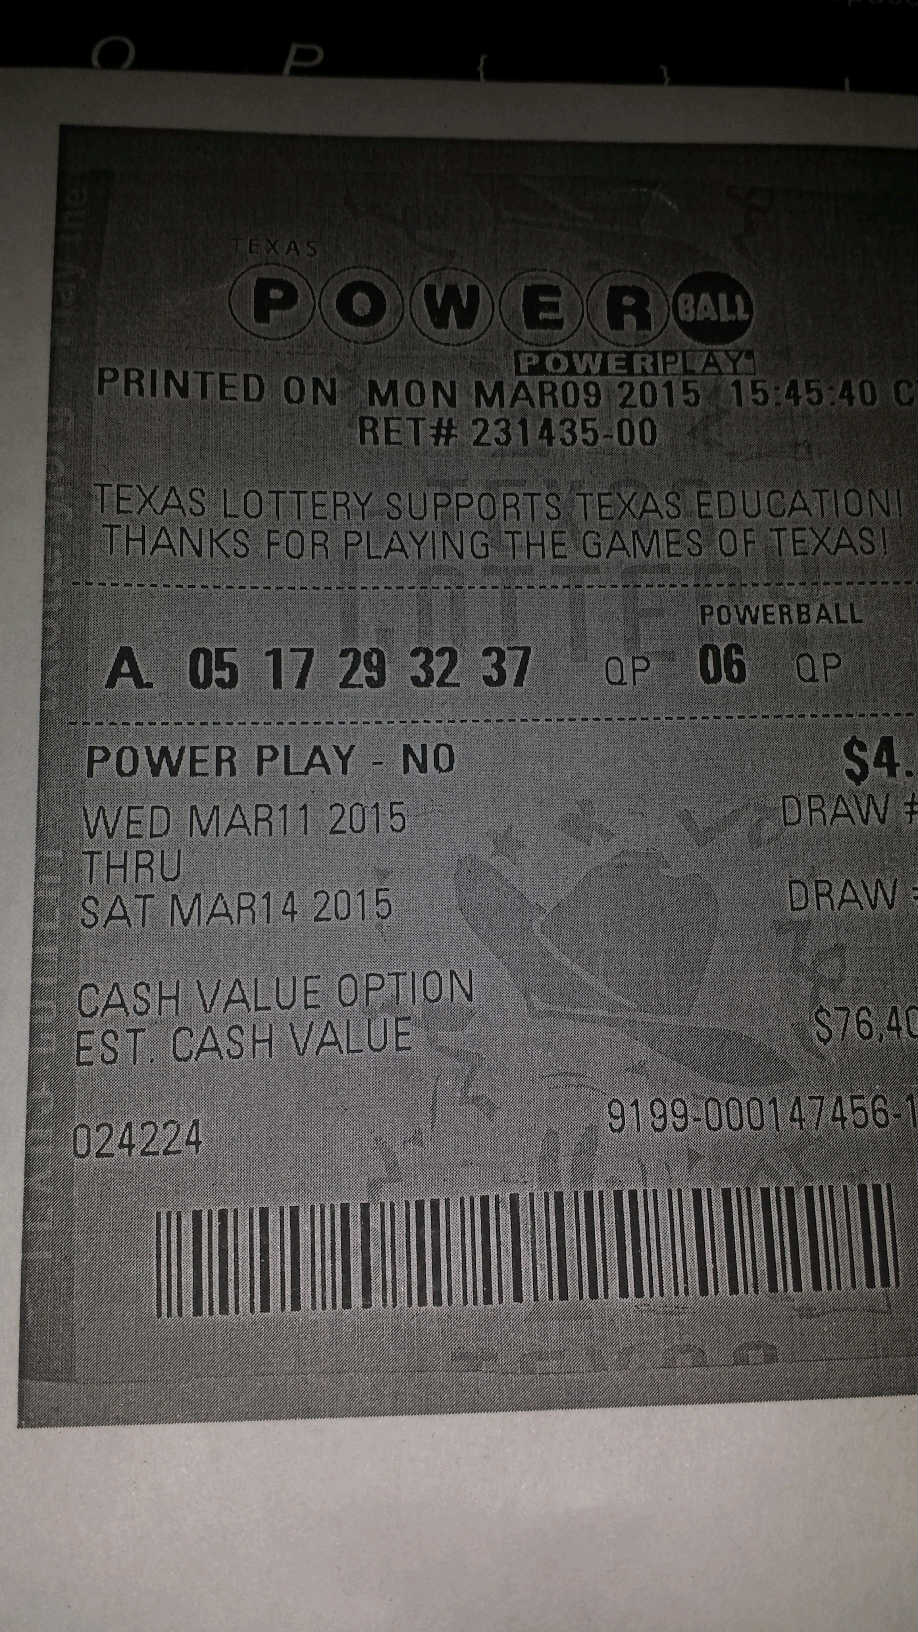 O P { }
TEXAS
POWERBALL
POWERPLAY
PRINTED ON MON MAR09 2015 15:45:40 C
RET# 231435-00
TEXAS LOTTERY SUPPORTS TEXAS EDUCATION!
THANKS FOR PLAYING THE GAMES OF TEXAS!
TEXAS
LOTTERY
POWERBALL
A. 05 17 29 32 37 QP 06 QP
POWER PLAY - NO $4.
WED MAR11 2015 DRAW #
THRU
SAT MAR14 2015 DRAW
CASH VALUE OPTION
EST. CASH VALUE $76,40
9199-000147456-1
024224